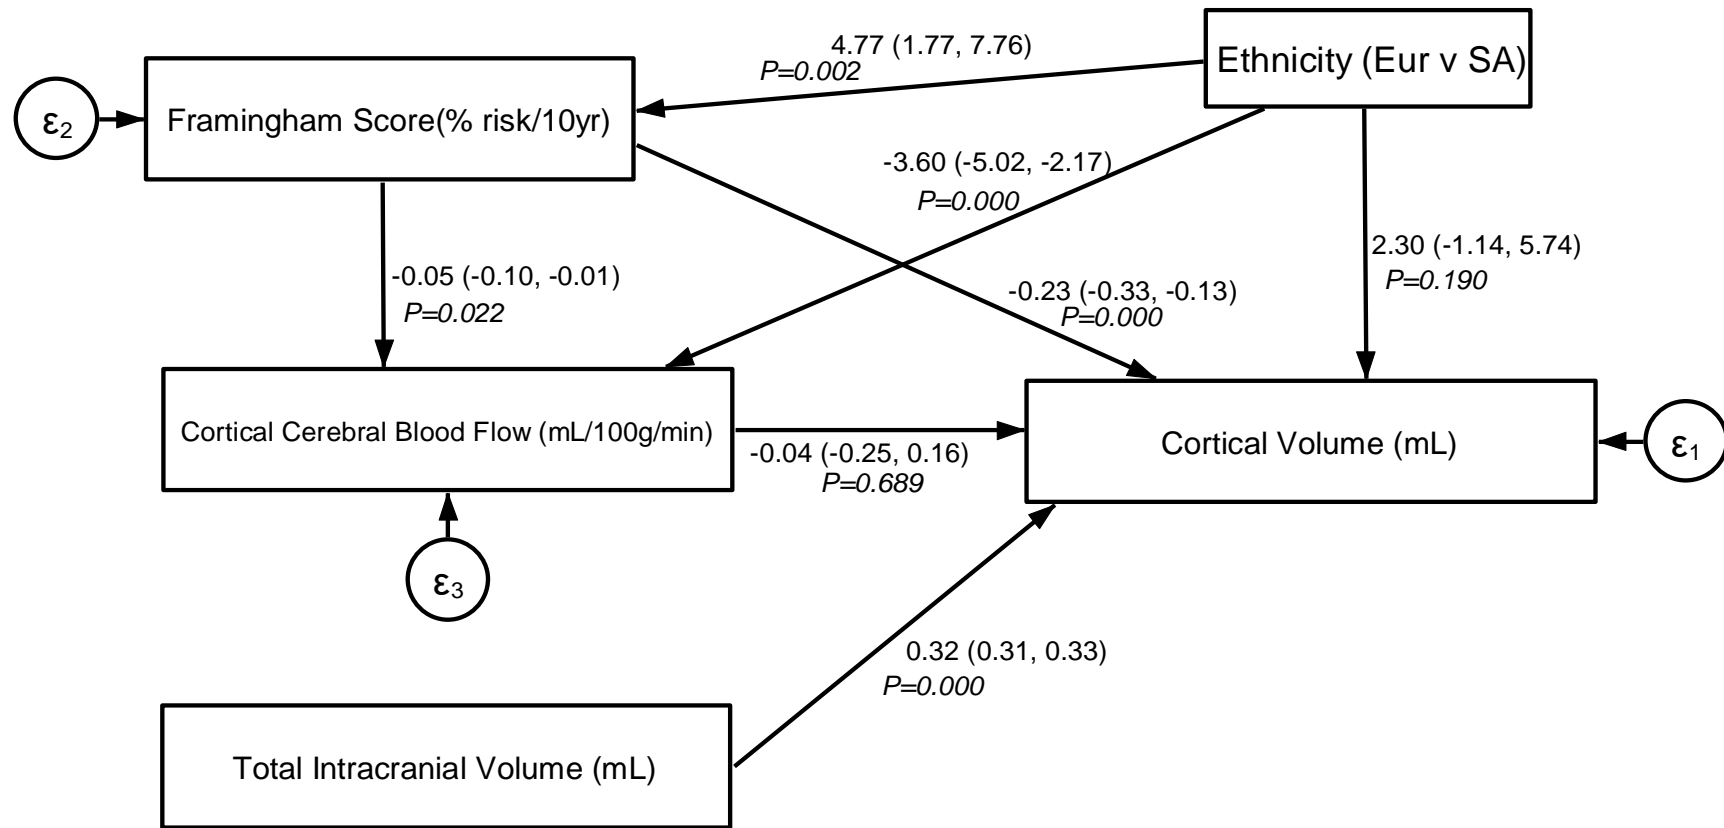 4.77 (1.77, 7.76)
P=0.002
Ethnicity (Eur v SA)
ε2
Framingham Score(% risk/10yr)
-3.60 (-5.02, -2.17)
P=0.000
2.30 (-1.14, 5.74)
P=0.190
-0.05 (-0.10, -0.01)
P=0.022
-0.23 (-0.33, -0.13)
P=0.000
Cortical Cerebral Blood Flow (mL/100g/min)
-0.04 (-0.25, 0.16)
P=0.689
Cortical Volume (mL)
ε1
ε3
0.32 (0.31, 0.33)
P=0.000
Total Intracranial Volume (mL)